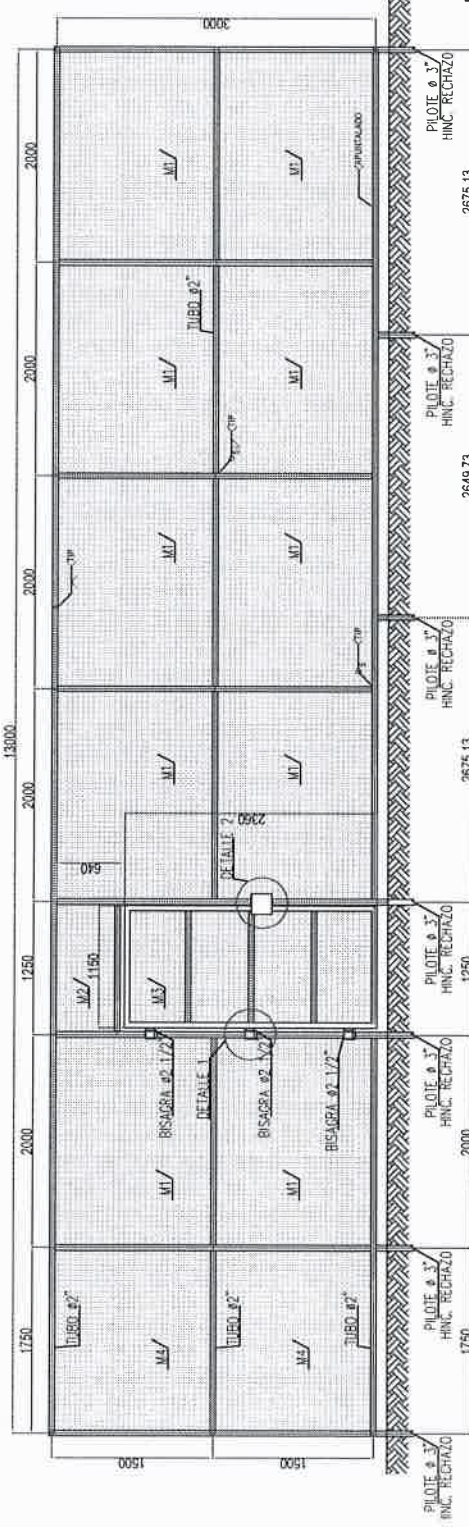 13000
1750
2000
1250
2000
2000
2000
2000
3000
1500
1500
TUBO ø2"
M4
TUBO ø2"
M4
TUBO ø2"
M1
M1
BISAGRA ø2 1/2"
DETALLE 1
BISAGRA ø2 1/2"
BISAGRA ø2 1/2"
M2
1150
M3
640
2360
DETALLE 2
M1
M1
TIP
M1
M1
TIP
TIP
M1
TUBO ø2"
M1
M1
M1
APUNTALADO
PILOTE ø 3"
HINC. RECHAZO
PILOTE ø 3"
HINC. RECHAZO
PILOTE ø 3"
HINC. RECHAZO
PILOTE ø 3"
HINC. RECHAZO
PILOTE ø 3"
HINC. RECHAZO
PILOTE ø 3"
HINC. RECHAZO
PILOTE ø 3"
HINC. RECHAZO
1750
2000
1250
2675.13
2649.73
2675.13